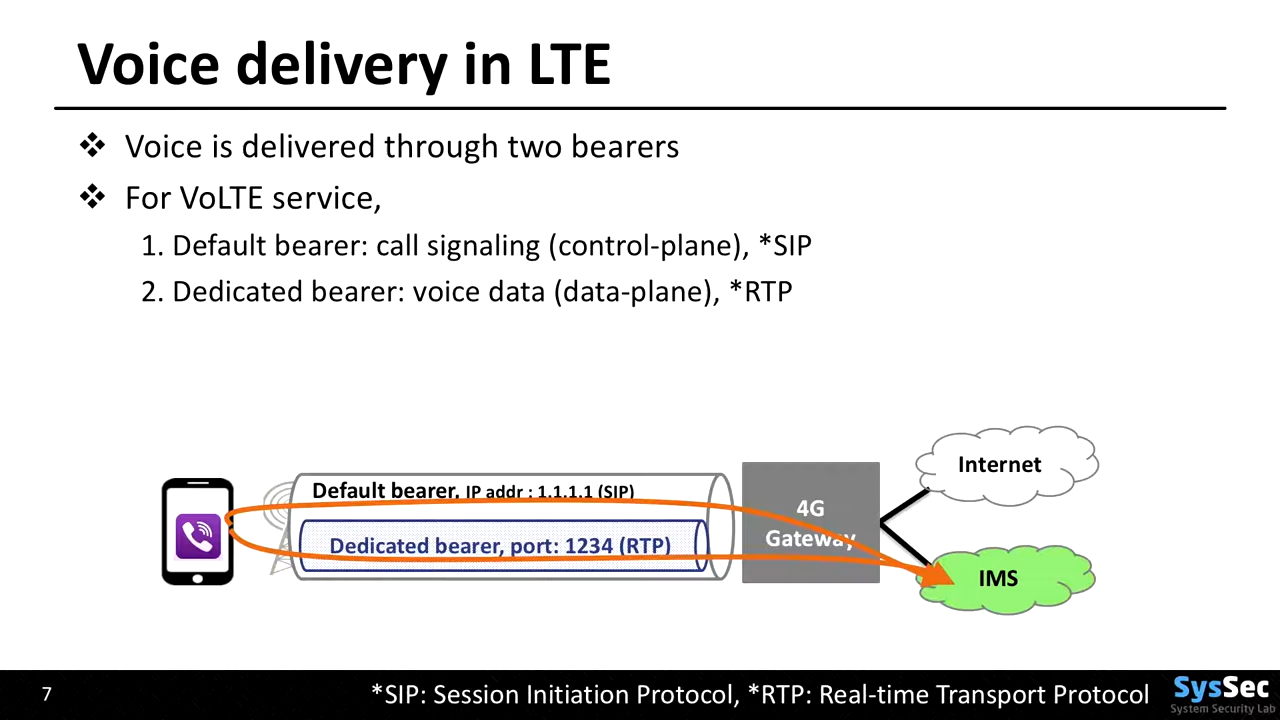 Voice delivery in LTE
❖ Voice is delivered through two bearers
❖ For VoLTE service,
1. Default bearer: call signaling (control-plane), *SIP
2. Dedicated bearer: voice data (data-plane), *RTP
Default bearer, IP addr : 1.1.1.1 (SIP)
Dedicated bearer, port: 1234 (RTP)
4G
Gateway
Internet
IMS
7
*SIP: Session Initiation Protocol, *RTP: Real-time Transport Protocol
SysSec
System Security Lab